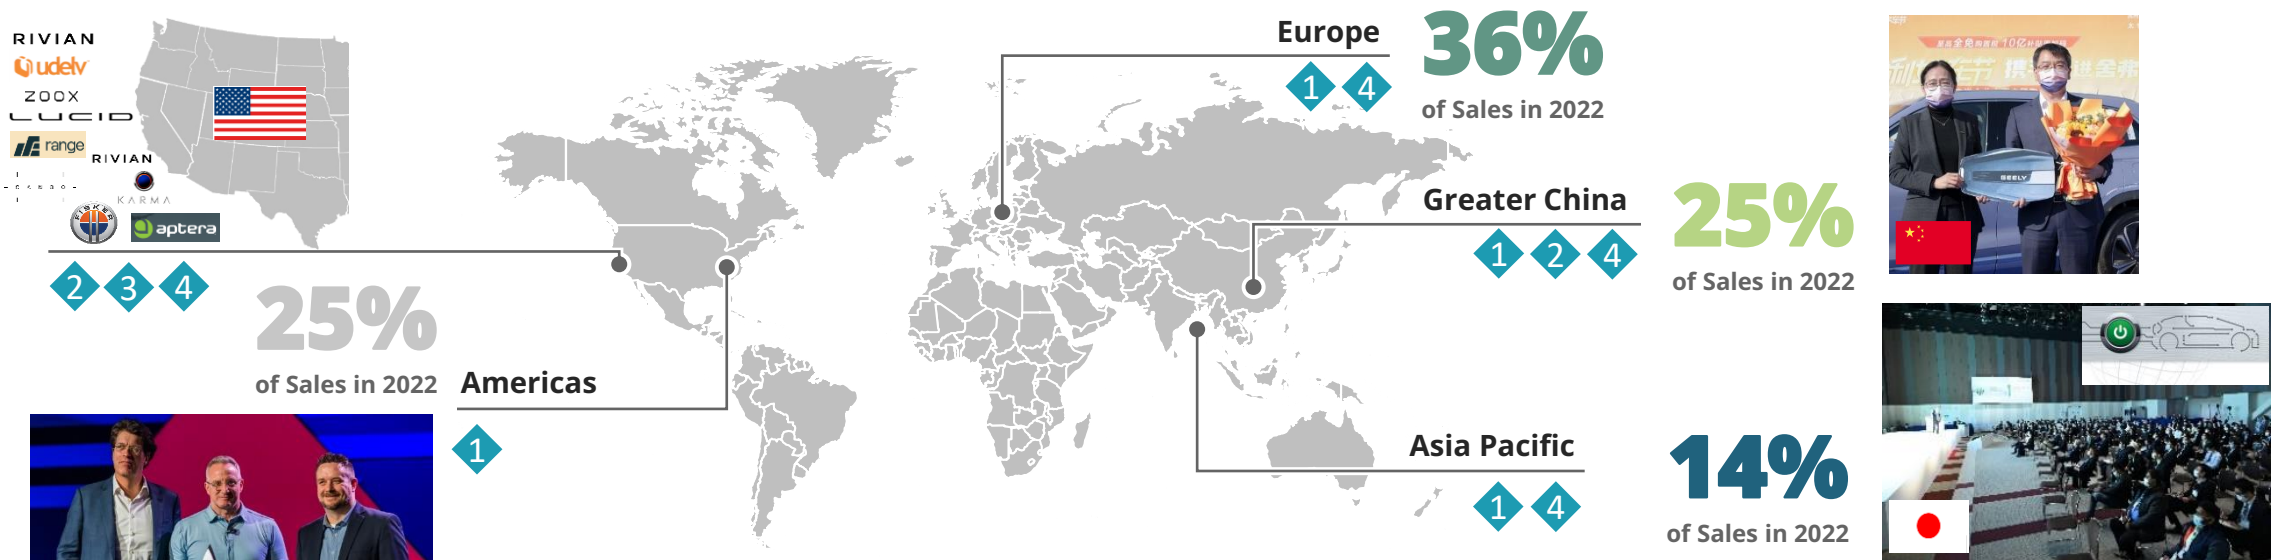 RIVIAN
udelv
ZOOX
LUCID
range
RIVIAN
KARMA
FISKER
aptera
2 3 4
25%
of Sales in 2022
Americas
1
Europe
1 4
36%
of Sales in 2022
Greater China
1 2 4
25%
of Sales in 2022
Asia Pacific
1 4
14%
of Sales in 2022
GEELY